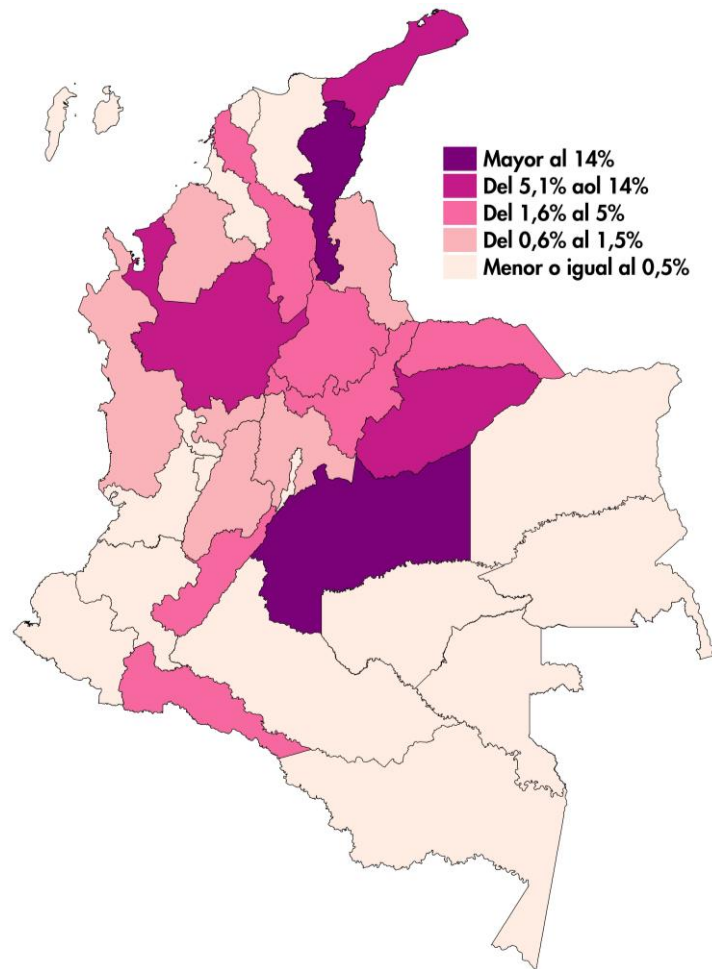 Mayor al 14%
Del 5,1% aol 14%
Del 1,6% al 5%
Del 0,6% al 1,5%
Menor o igual al 0,5%